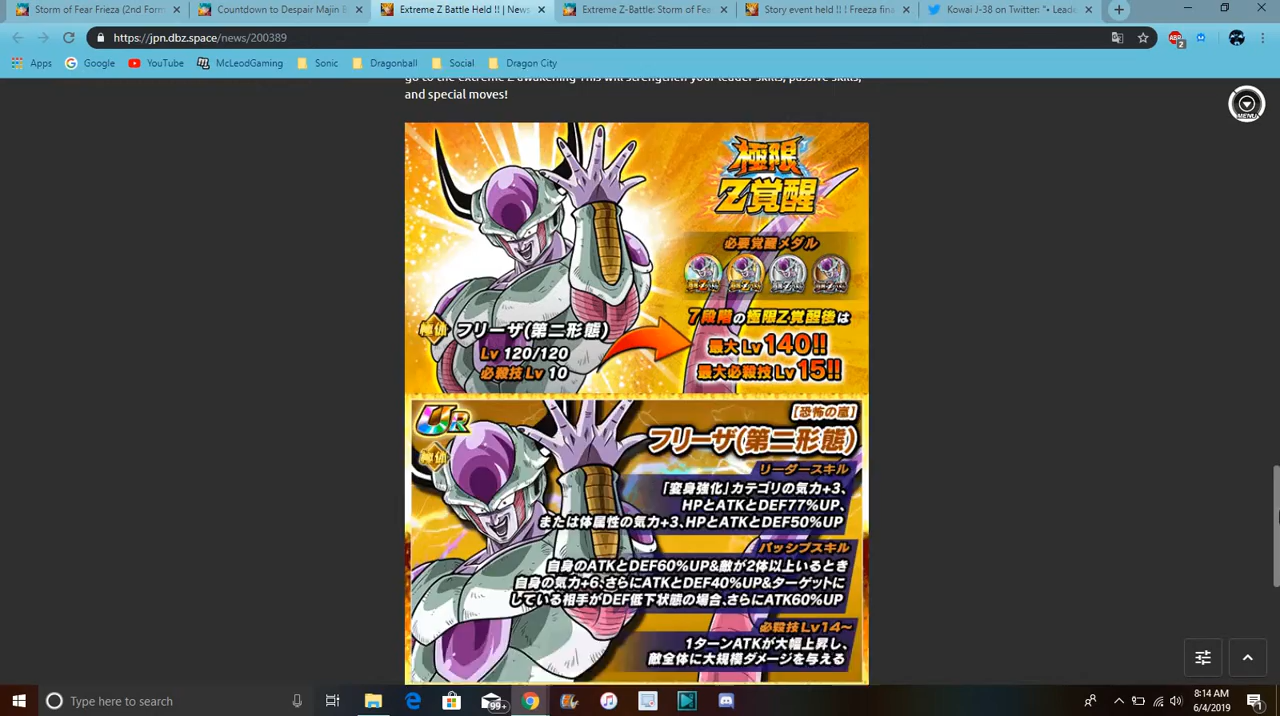 Storm of Fear Frieza (2nd Form
Countdown to Despair Majin B
Extreme Z Battle Held !! | News
Extreme Z-Battle: Storm of Fea
Story event held !! ! Freeza fina
Kowai J-38 on Twitter: "• Leade
https://jpn.dbz.space/news/200389
2
Apps
Google
YouTube
McLeodGaming
Sonic
Dragonball
Social
Dragon City
go to the extreme Z awakening This will strengthen your leader skills, passive skills,
and special moves!
MENU
極限
Z覚醒
必要覚醒メダル
7段階の極限Z覚醒後は
最大Lv140!!
最大必殺技Lv15!!
極体
フリーザ(第二形態)
Lv 120/120
必殺技 Lv 10
UR
極体
[恐怖の嵐]
フリーザ(第二形態)
リーダースキル
「変身強化」カテゴリの気力+3、
HPとATKとDEF77%UP、
または体属性の気力+3、HPとATKとDEF50%UP
パッシブスキル
自身のATKとDEF60%UP&敵が2体以上いるとき
自身の気力+6、さらにATKとDEF40%UP&ターゲットに
している相手がDEF低下状態の場合、さらにATK60%UP
必殺技Lv14~
1ターンATKが大幅上昇し、
敵全体に大規模ダメージを与える
Type here to search
99+
8:14 AM
6/4/2019
1